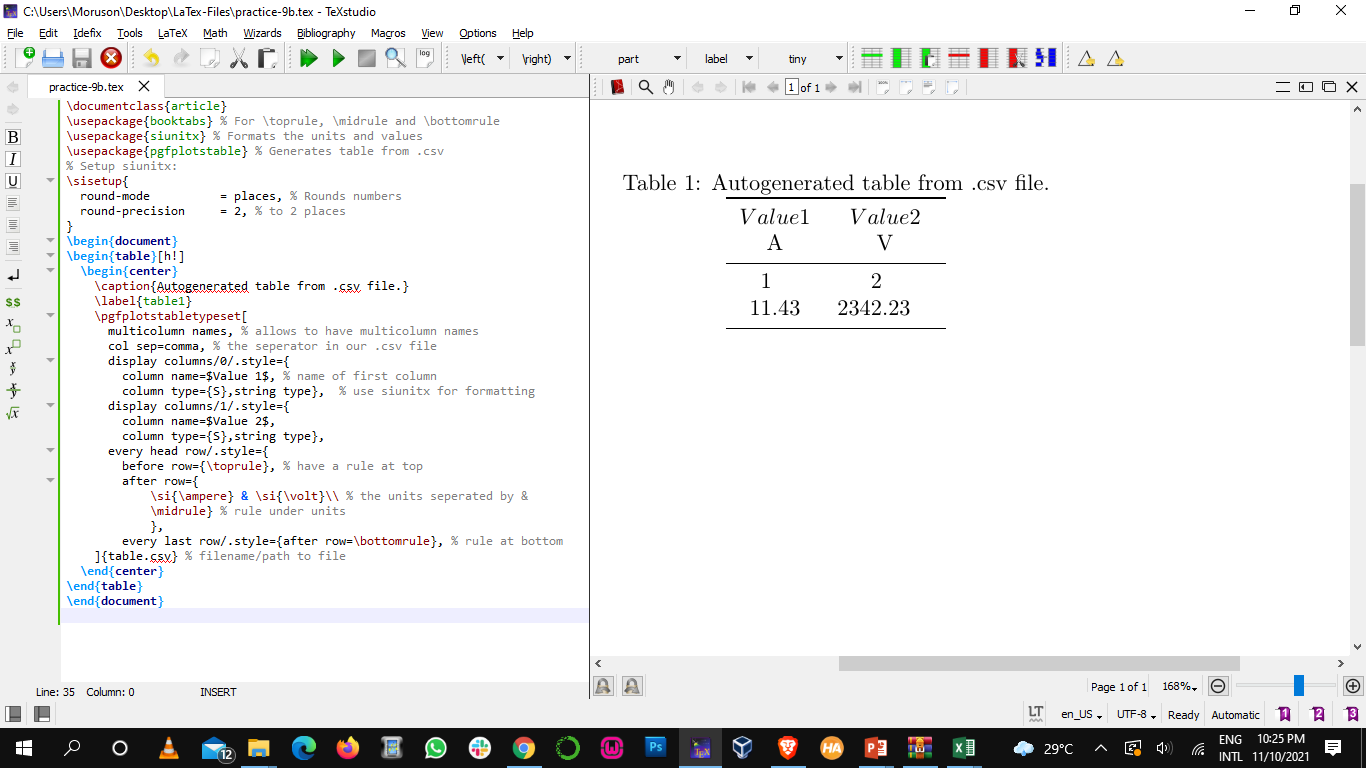 C:\Users\Moruson\Desktop\LaTex-Files\practice-9b.tex - TeXstudio
File Edit Idefix Tools LaTeX Math Wizards Bibliography Macros View Options Help
log \left( \right) part label tiny
practice-9b.tex
1 of 1
\documentclass{article}
\usepackage{booktabs} % For \toprule, \midrule and \bottomrule
\usepackage{siunitx} % Formats the units and values
\usepackage{pgfplotstable} % Generates table from .csv
% Setup siunitx:
\sisetup{
round-mode = places, % Rounds numbers
round-precision = 2, % to 2 places
}
\begin{document}
\begin{table}[h!]
\begin{center}
\caption{Autogenerated table from .csv file.}
\label{table1}
\pgfplotstabletypeset[
multicolumn names, % allows to have multicolumn names
col sep=comma, % the seperator in our .csv file
display columns/0/.style={
column name=$Value 1$, % name of first column
column type={S},string type}, % use siunitx for formatting
display columns/1/.style={
column name=$Value 2$,
column type={S},string type},
every head row/.style={
before row={\toprule}, % have a rule at top
after row={
\si{\ampere} & \si{\volt}\\ % the units seperated by &
\midrule} % rule under units
},
every last row/.style={after row=\bottomrule}, % rule at bottom
]{table.csv} % filename/path to file
\end{center}
\end{table}
\end{document}
Table 1: Autogenerated table from .csv file.
Value1 Value2
A V
1 2
11.43 2342.23
Page 1 of 1 168%
Line: 35 Column: 0 INSERT
LT en_US UTF-8 Ready Automatic 1 2 3
12 Ps HA 29°C ENG 10:25 PM
INTL 11/10/2021